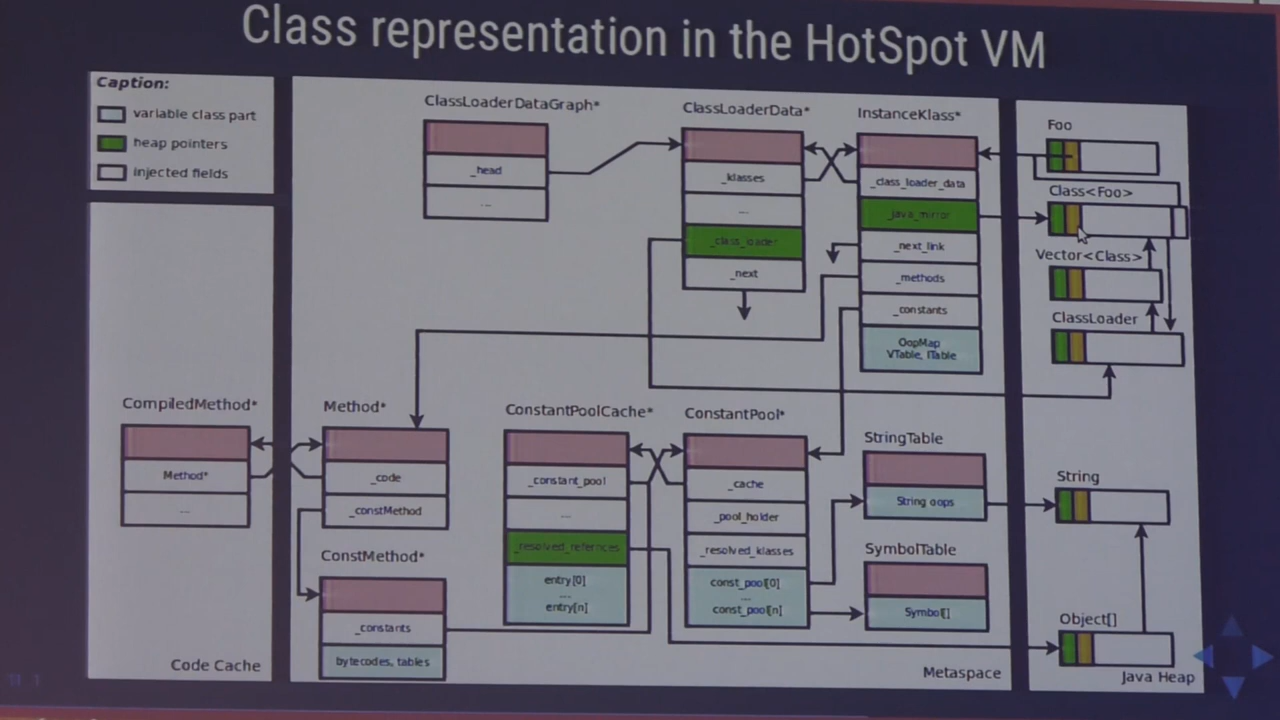 Class representation in the HotSpot VM
Caption:
variable class part
heap pointers
injected fields
ClassLoaderDataGraph*
_head
...
ClassLoaderData*
_klasses
....
_class_loader
_next
InstanceKlass*
_class_loader_data
_java_mirror
_next_link
_methods
_constants
OopMap
VTable, ITable
Foo
Class<Foo>
Vector<Class>
ClassLoader
CompiledMethod*
Method*
...
Method*
_code
_constMethod
ConstMethod*
_constants
bytecodes, tables
ConstantPoolCache*
_constant_pool
...
_resolved_refernces
entry[0]
....
entry[n]
ConstantPool*
_cache
_pool_holder
_resolved_klasses
const_pool[0]
....
const_pool[n]
StringTable
String oops
SymbolTable
Symbol[]
String
Object[]
Code Cache
Metaspace
Java Heap